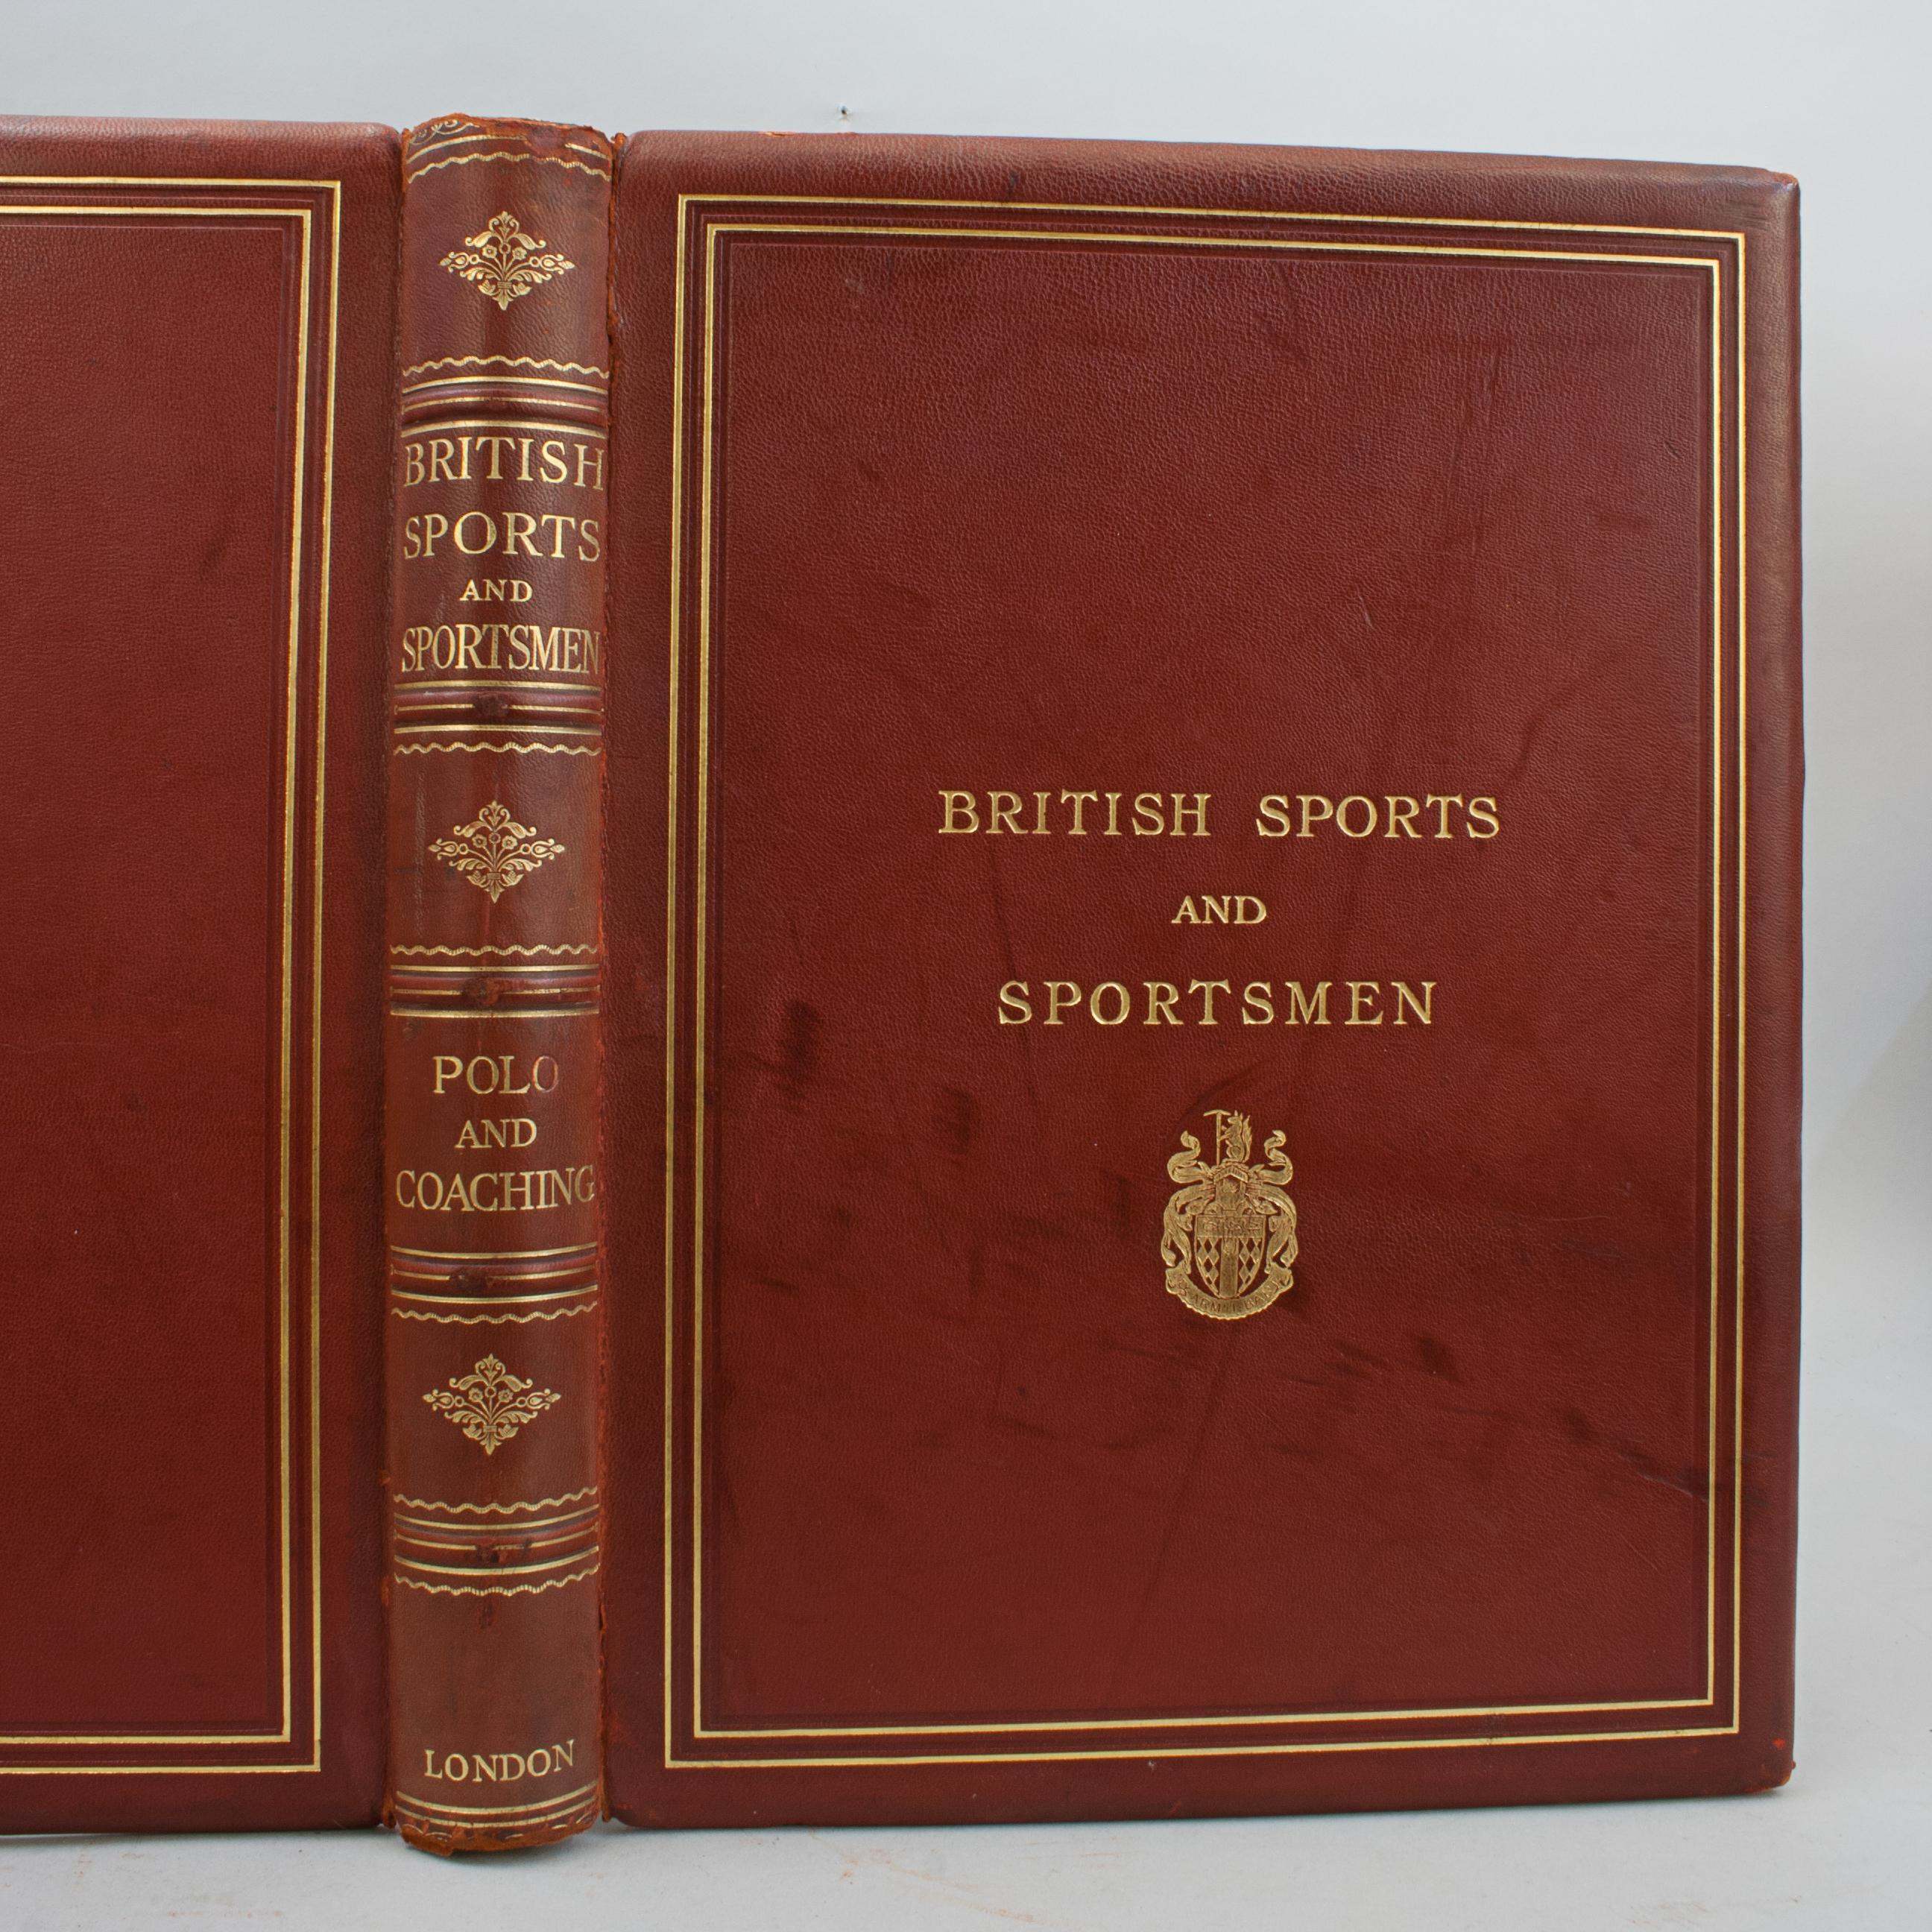 BRITISH
SPORTS
AND
SPORTSMEN
POLO
AND
COACHING
LONDON
BRITISH SPORTS
AND
SPORTSMEN